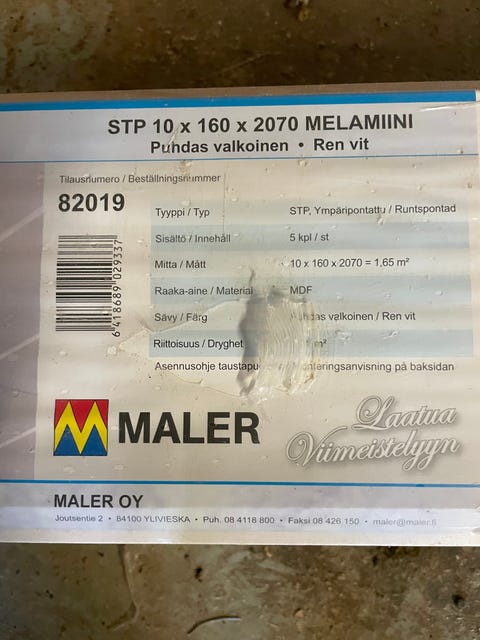 STP 10 x 160 x 2070 MELAMIINI
Puhdas valkoinen • Ren vit
Tilausnumero / Beställningsnummer
82019
Tyyppi / Typ STP, Ympäripontattu / Runtspontad
Sisältö / Innehåll 5 kpl / st
Mitta / Mått 10 x 160 x 2070 = 1,65 m²
Raaka-aine / Material MDF
Sävy / Färg valkoinen / Ren vit
Riittoisuus / Dryghet m²
Asennusohje på baksidan
6 418689 029337
MALER
Laatua
Viimeistelyyn
MALER OY
Joutsentie 2 • 84100 YLIVIESKA • Puh. 08 4118 800 • Faksi 08 426 150 • maler@maler.fi